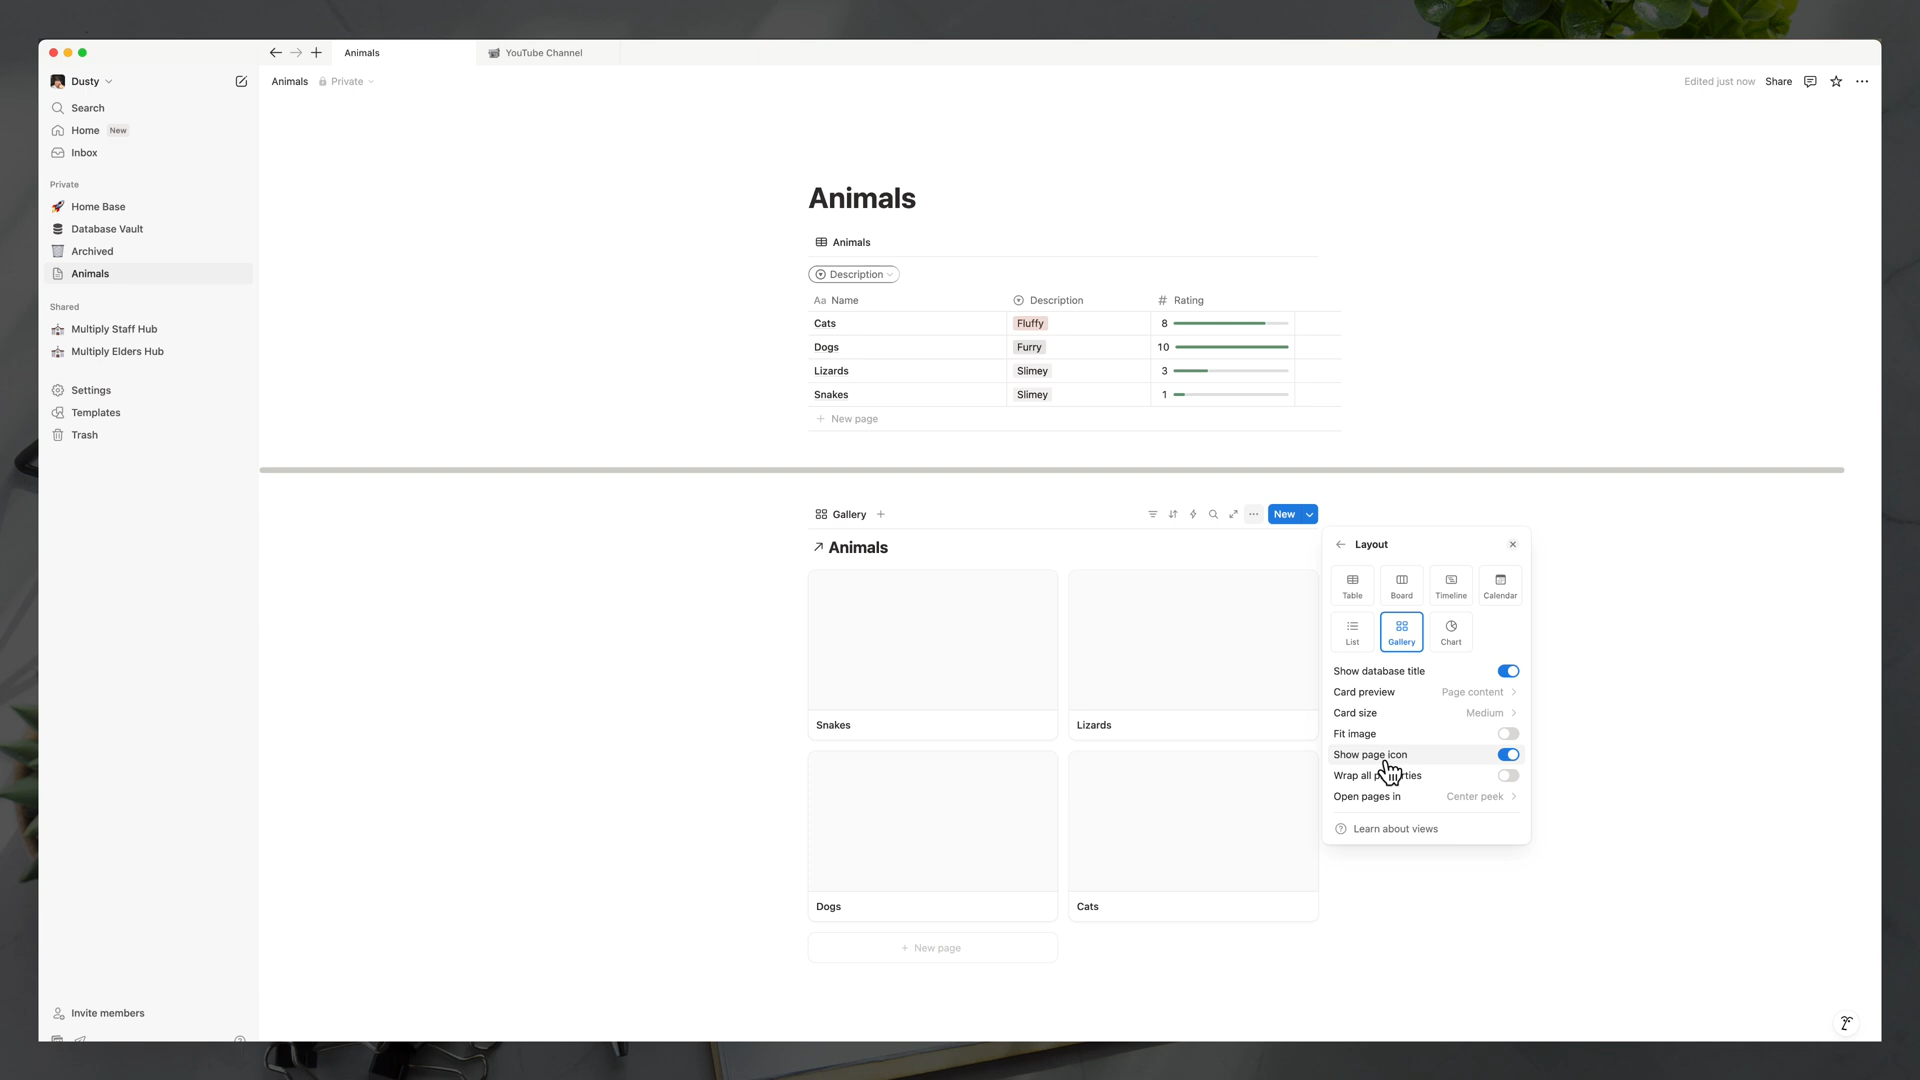 Animals
YouTube Channel
Dusty
Animals Private
Edited just now Share
Search
Home New
Inbox
Private
Home Base
Database Vault
Archived
Animals
Shared
Multiply Staff Hub
Multiply Elders Hub
Settings
Templates
Trash
Invite members
Animals
Animals
Description
Aa Name Description # Rating
Cats Fluffy 8
Dogs Furry 10
Lizards Slimey 3
Snakes Slimey 1
+ New page
Gallery + New
Animals
Snakes Lizards
Dogs Cats
+ New page
Layout
Table Board Timeline Calendar
List Gallery Chart
Show database title
Card preview Page content
Card size Medium
Fit image
Show page icon
Wrap all p rties
Open pages in Center peek
Learn about views